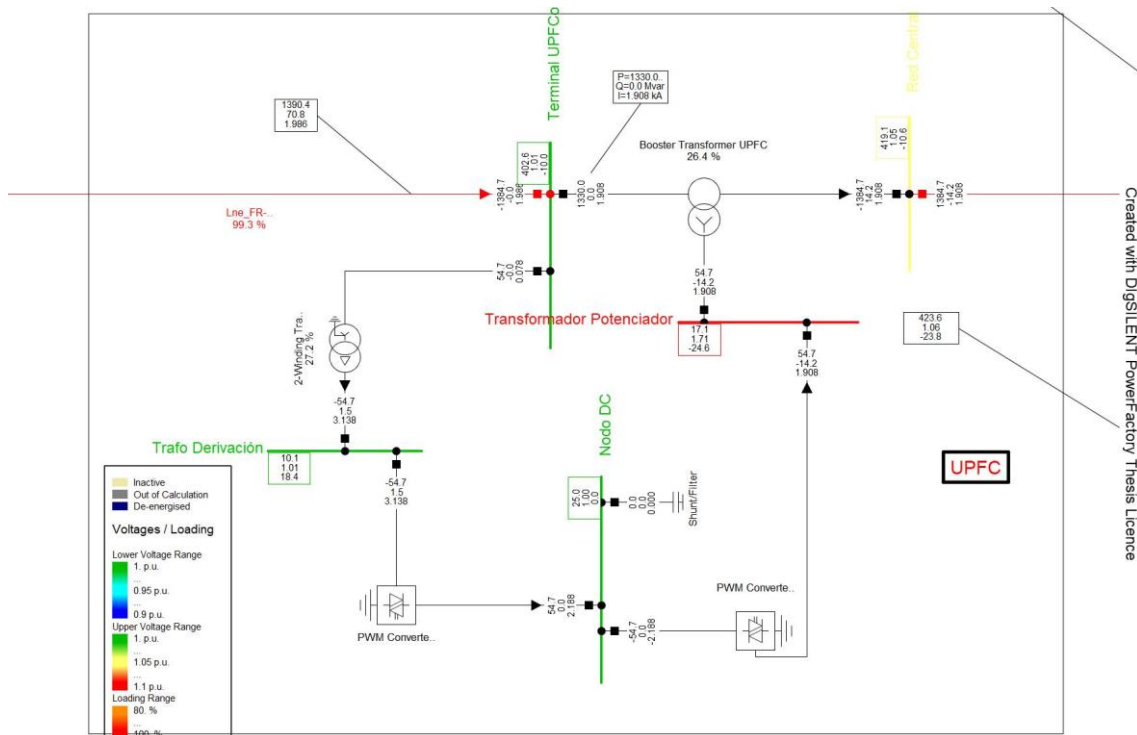 Terminal UPFCo
Red Central
P=1330.0..
Q=0.0 Mvar
I=1.908 kA
1390.4
70.8
1.986
402.6
1.01
-10.0
Booster Transformer UPFC
26.4 %
419.1
1.05
-10.6
-1384.7
-0.0
1.986
1330.0
0.0
1.908
-1384.7
14.2
1.908
1384.7
-14.2
1.908
Lne_FR-..
99.3 %
54.7
-0.0
0.078
54.7
-14.2
1.908
Transformador Potenciador
17.1
1.71
-24.6
423.6
1.06
-23.8
2-Winding Tra..
27.2 %
54.7
-14.2
1.908
-54.7
1.5
3.138
Trafo Derivación
10.1
1.01
18.4
Nodo DC
UPFC
-54.7
1.5
3.138
25.0
1.00
0.0
0.0
0.0
0.000
Shunt/Filter
Inactive
Out of Calculation
De-energised
Voltages / Loading
Lower Voltage Range
1. p.u.
...
0.95 p.u.
...
0.9 p.u.
Upper Voltage Range
1. p.u.
...
1.05 p.u.
...
1.1 p.u.
Loading Range
80. %
...
100. %
PWM Converte..
54.7
0.0
2.188
-54.7
0.0
-2.188
PWM Converte..
Created with DIgSILENT PowerFactory Thesis Licence